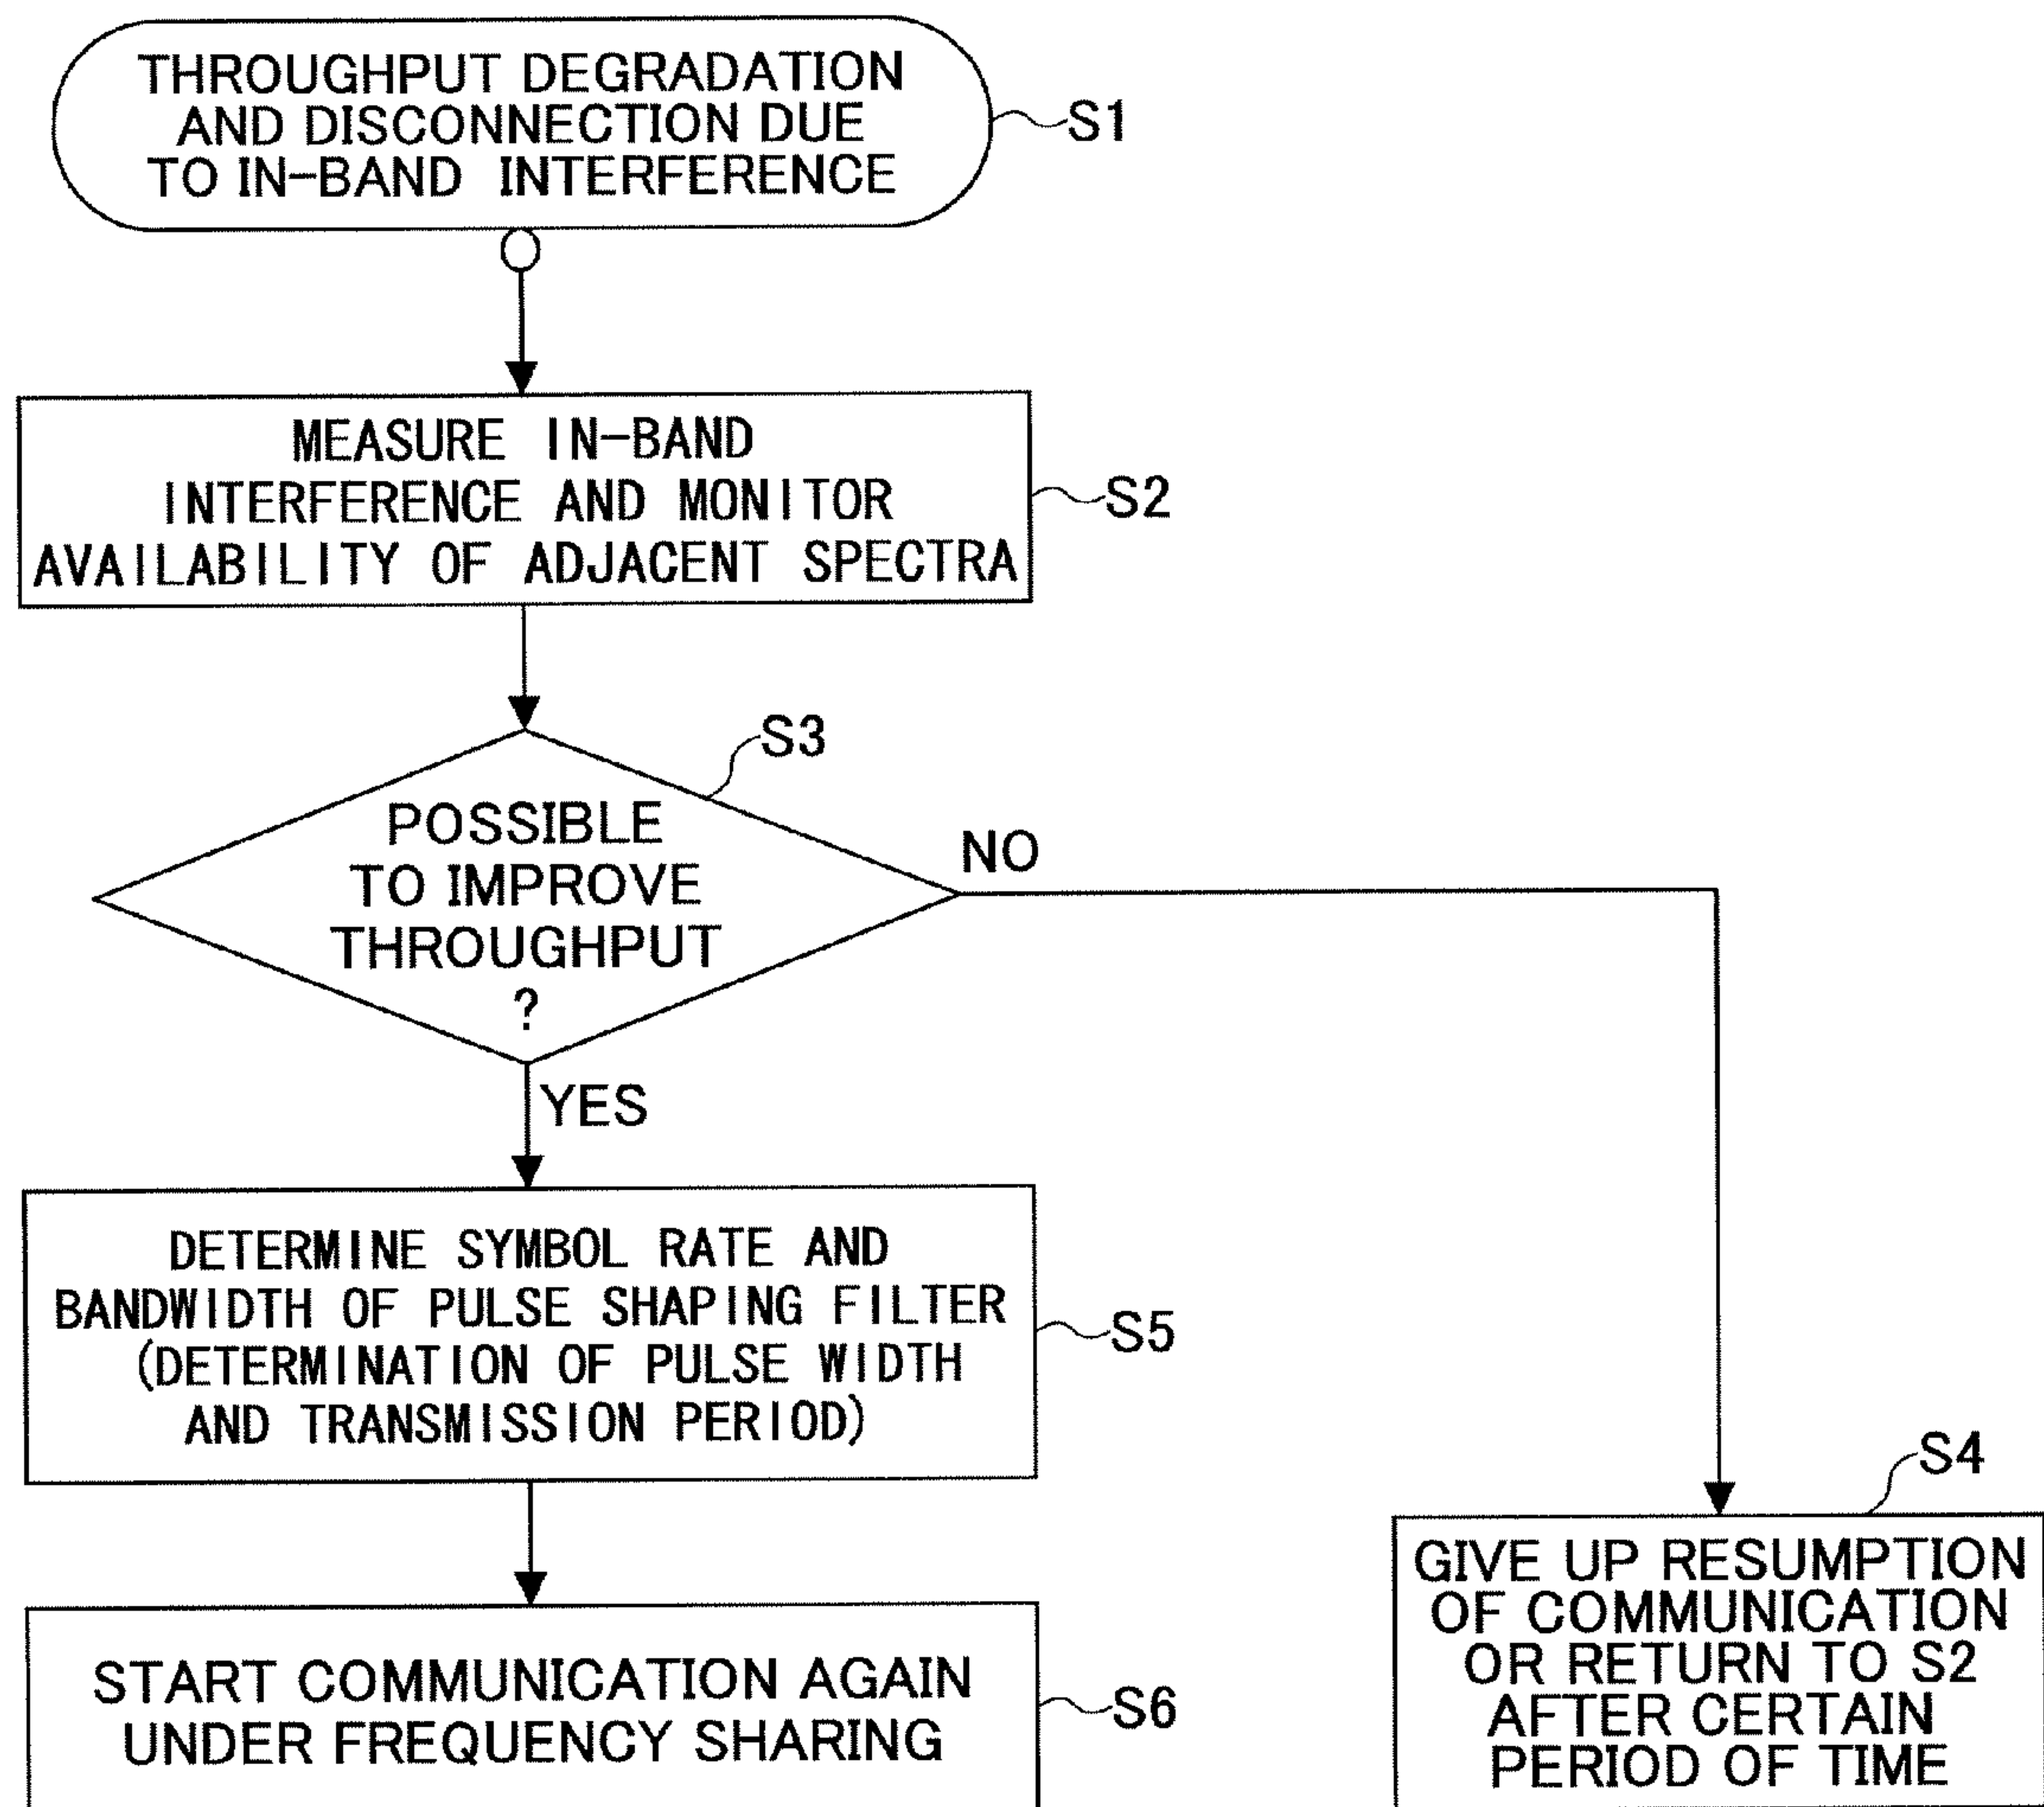 THROUGHPUT DEGRADATION
AND DISCONNECTION DUE
TO IN-BAND INTERFERENCE
S1
MEASURE IN-BAND
INTERFERENCE AND MONITOR
AVAILABILITY OF ADJACENT SPECTRA
S2
S3
POSSIBLE
TO IMPROVE
THROUGHPUT
?
NO
YES
DETERMINE SYMBOL RATE AND
BANDWIDTH OF PULSE SHAPING FILTER
(DETERMINATION OF PULSE WIDTH
AND TRANSMISSION PERIOD)
S5
S4
GIVE UP RESUMPTION
OF COMMUNICATION
OR RETURN TO S2
AFTER CERTAIN
PERIOD OF TIME
START COMMUNICATION AGAIN
UNDER FREQUENCY SHARING
S6